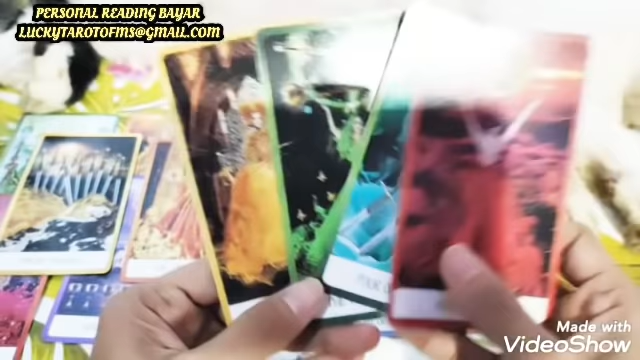 PERSONAL READING BAYAR
LUCKYTAROTOFMS@GMAIL.COM
Made with
VideoShow